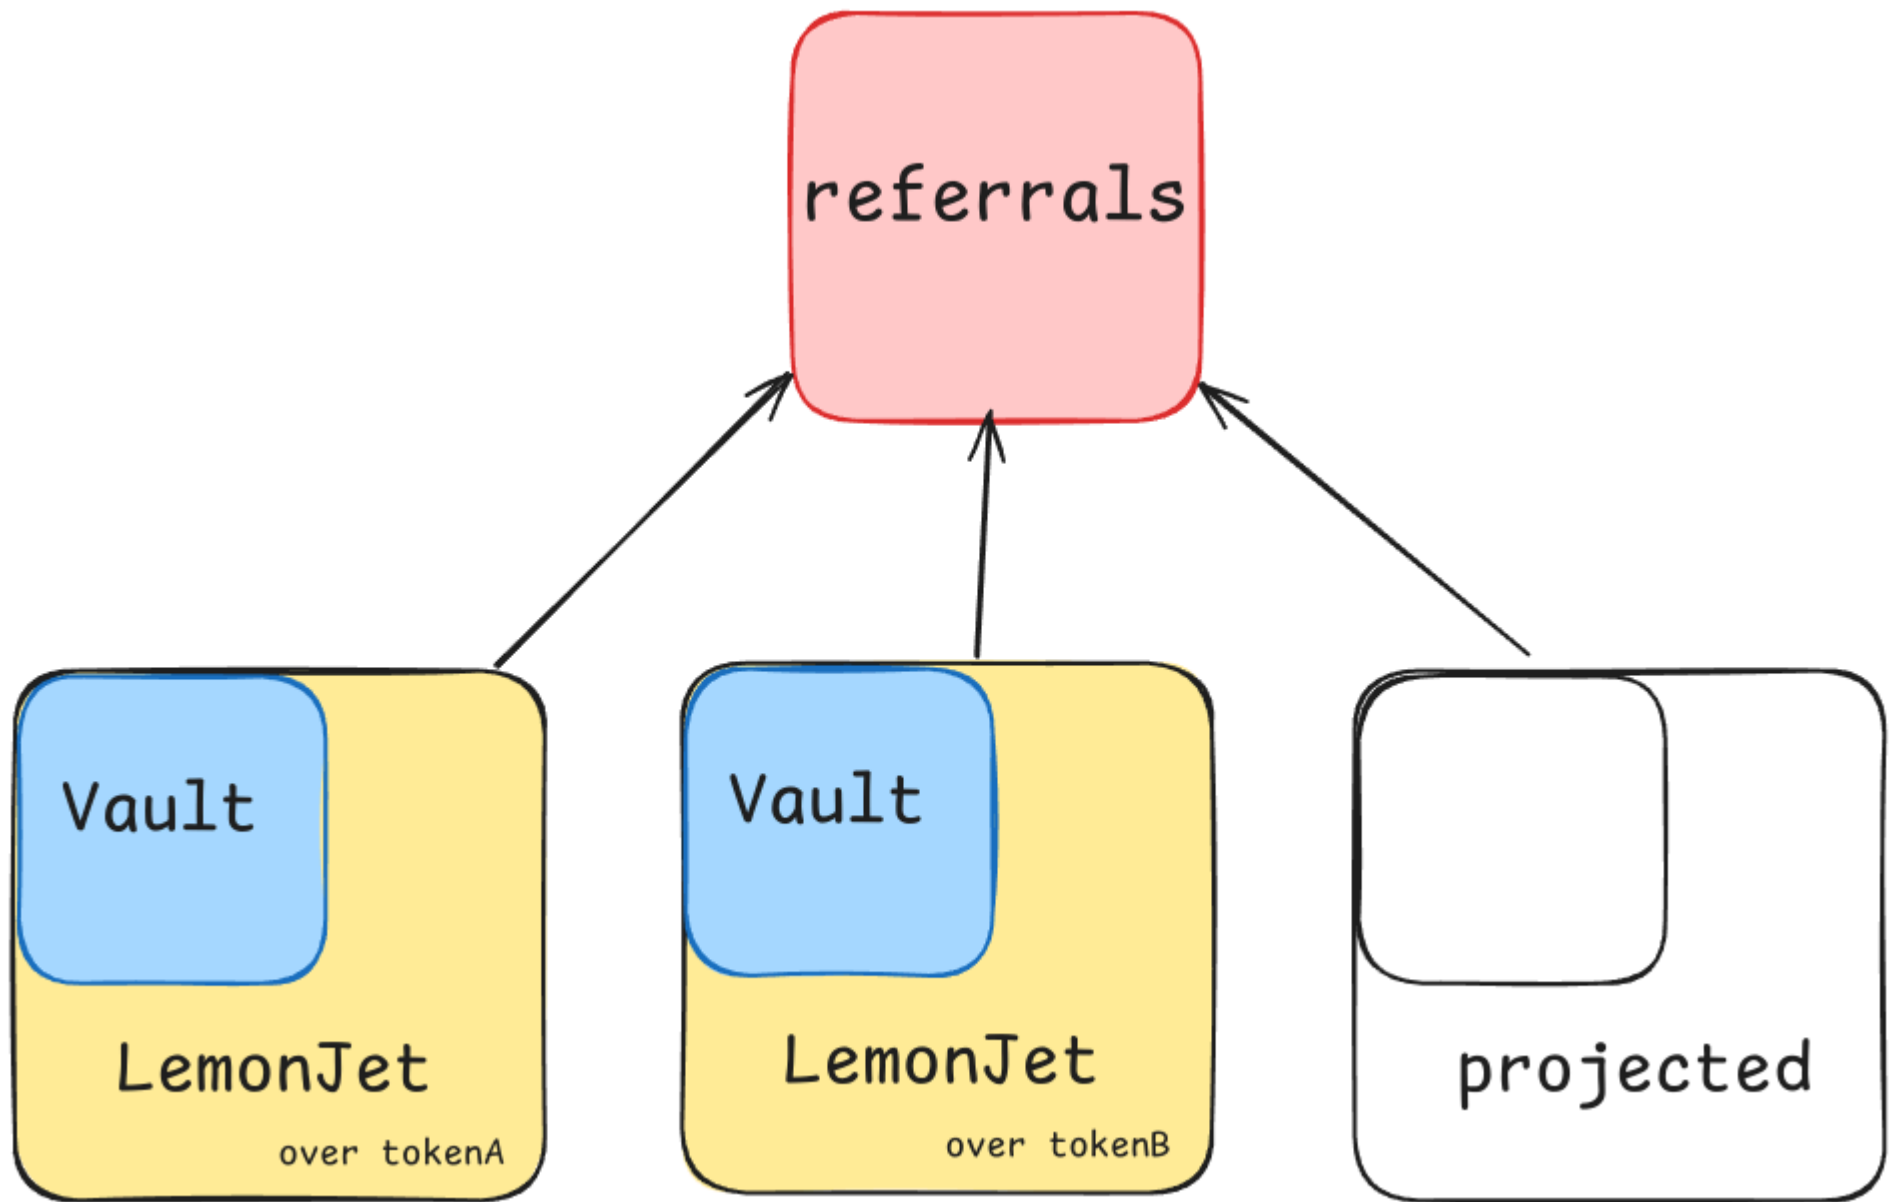 referrals
Vault
LemonJet
over tokenA
Vault
LemonJet
over tokenB
projected